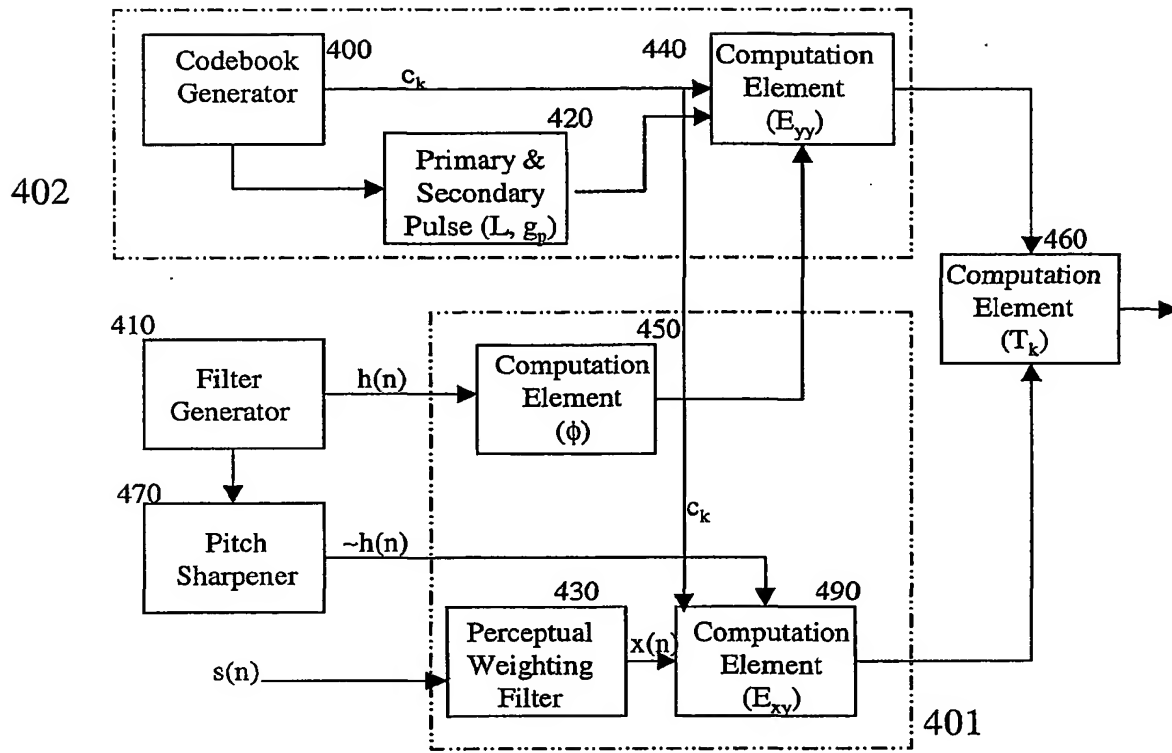 400
Codebook
Generator
c_k
420
Primary &
Secondary
Pulse (L, g_p)
440
Computation
Element
(E_yy)
402
460
Computation
Element
(T_k)
410
Filter
Generator
h(n)
450
Computation
Element
(ϕ)
470
Pitch
Sharpener
~h(n)
c_k
430
Perceptual
Weighting
Filter
s(n)
x(n)
490
Computation
Element
(E_xy)
401